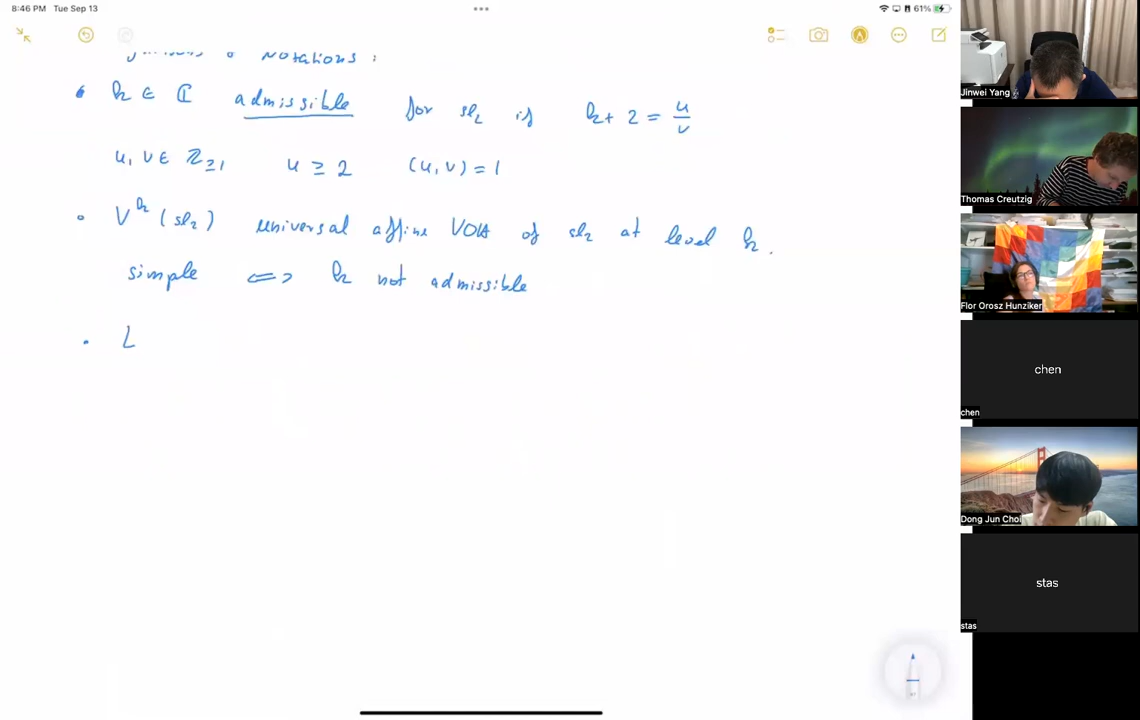 8:46 PM Tue Sep 13
61%
Notations :
• k ∈ ℂ admissible for sl₂ if k + 2 = u/v
u, v ∈ ℤ≥1 u ≥ 2 (u, v) = 1
• Vᵏ(sl₂) universal affine VOA of sl₂ at level k.
simple ⟺ k not admissible
• L
Jinwei Yang
Thomas Creutzig
Flor Orosz Hunziker
chen
chen
Dong Jun Choi
stas
stas